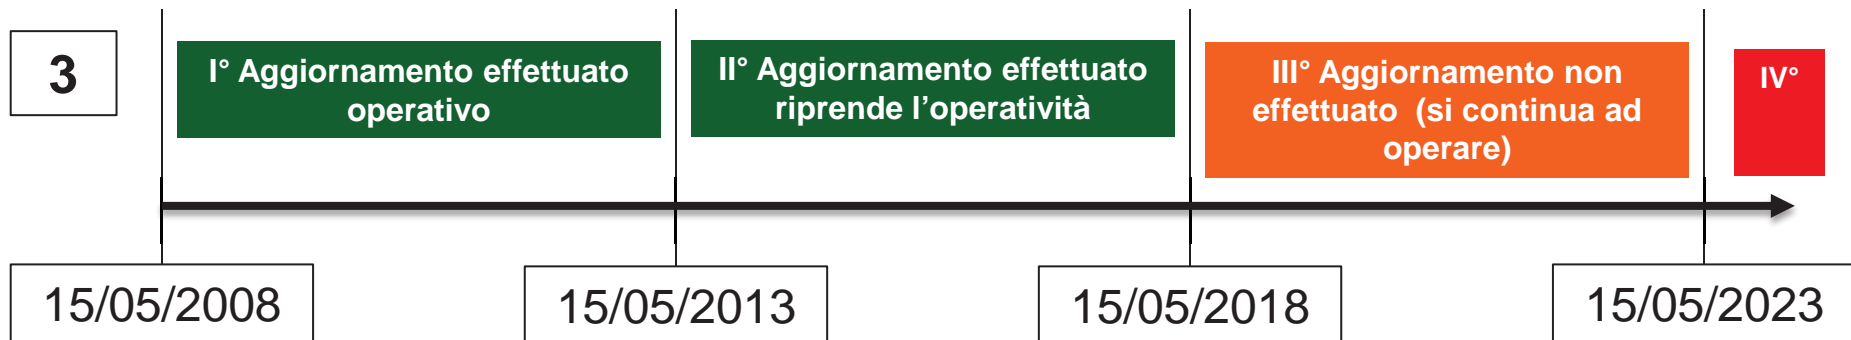 3
I° Aggiornamento effettuato
operativo
II° Aggiornamento effettuato
riprende l’operatività
III° Aggiornamento non
effettuato (si continua ad
operare)
IV°
15/05/2008
15/05/2013
15/05/2018
15/05/2023